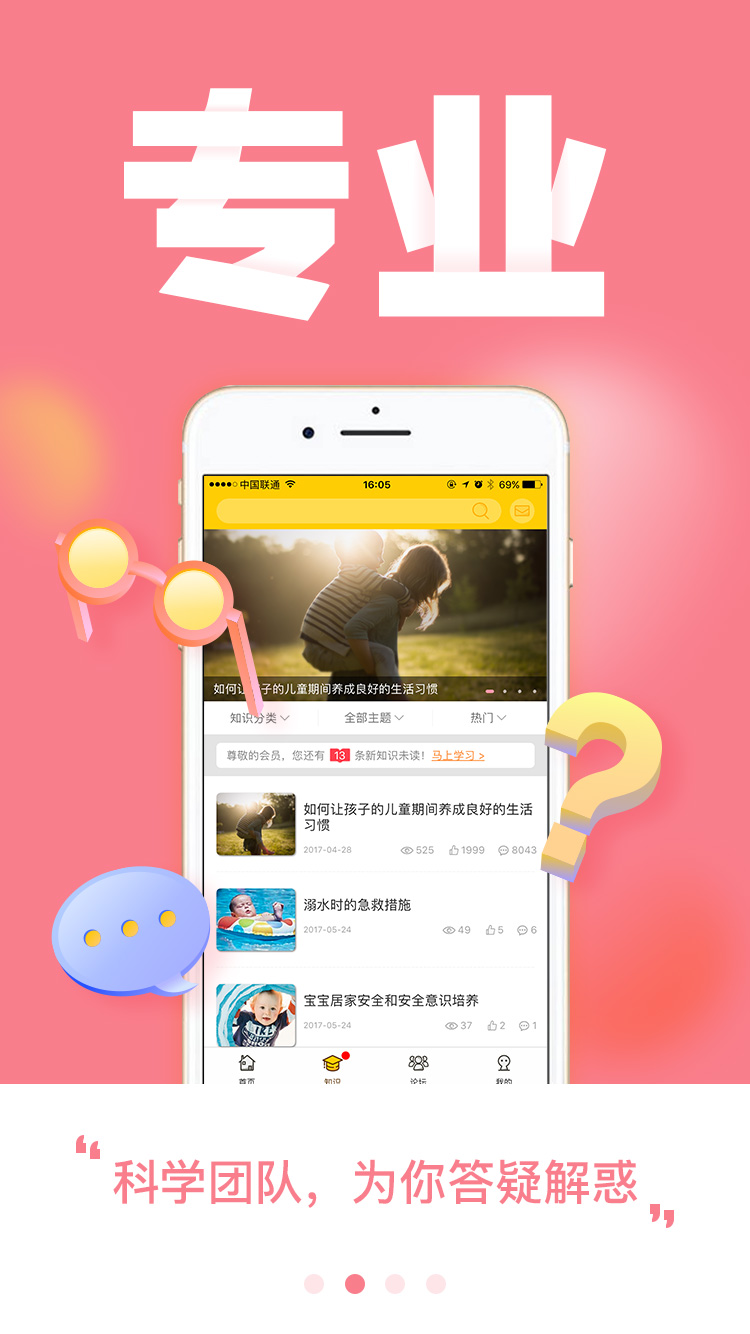 专业
中国联通 16:05 69%
如何让孩子的儿童期间养成良好的生活习惯
知识分类 全部主题 热门
尊敬的会员，您还有 13 条新知识未读！ 马上学习 >
如何让孩子的儿童期间养成良好的生活
习惯
2017-04-28 525 1999 8043
溺水时的急救措施
2017-05-24 49 5 6
宝宝居家安全和安全意识培养
2017-05-24 37 2 1
首页 知识 论坛 我的
“科学团队，为你答疑解惑”